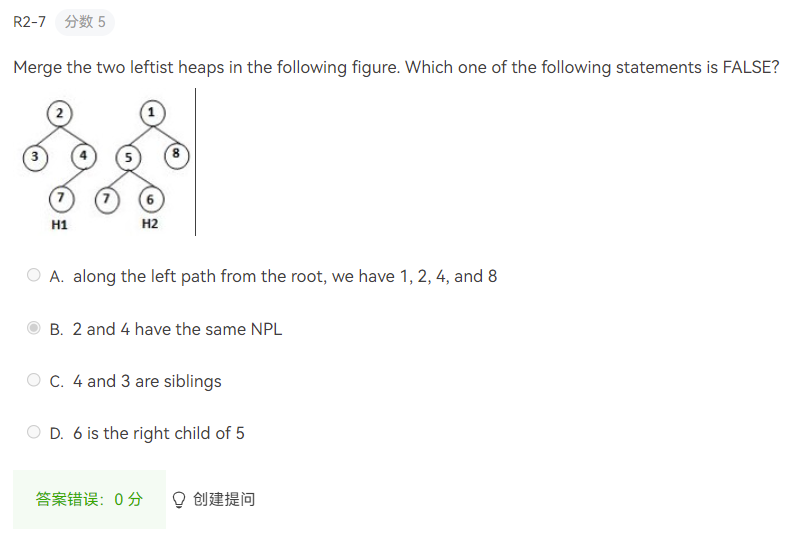 R2-7 分数 5
Merge the two leftist heaps in the following figure. Which one of the following statements is FALSE?
2 1
3 4 5 8
7 7 6
H1 H2
A. along the left path from the root, we have 1, 2, 4, and 8
B. 2 and 4 have the same NPL
C. 4 and 3 are siblings
D. 6 is the right child of 5
答案错误：0 分 创建提问